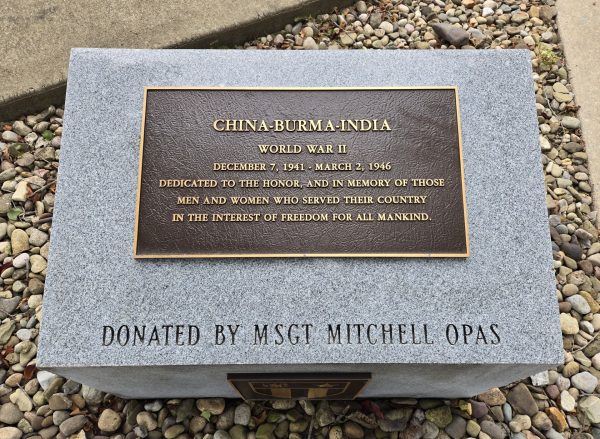 CHINA-BURMA-INDIA
WORLD WAR II
DECEMBER 7, 1941 - MARCH 2, 1946
DEDICATED TO THE HONOR, AND IN MEMORY OF THOSE
MEN AND WOMEN WHO SERVED THEIR COUNTRY
IN THE INTEREST OF FREEDOM FOR ALL MANKIND.
DONATED BY MSGT MITCHELL OPAS